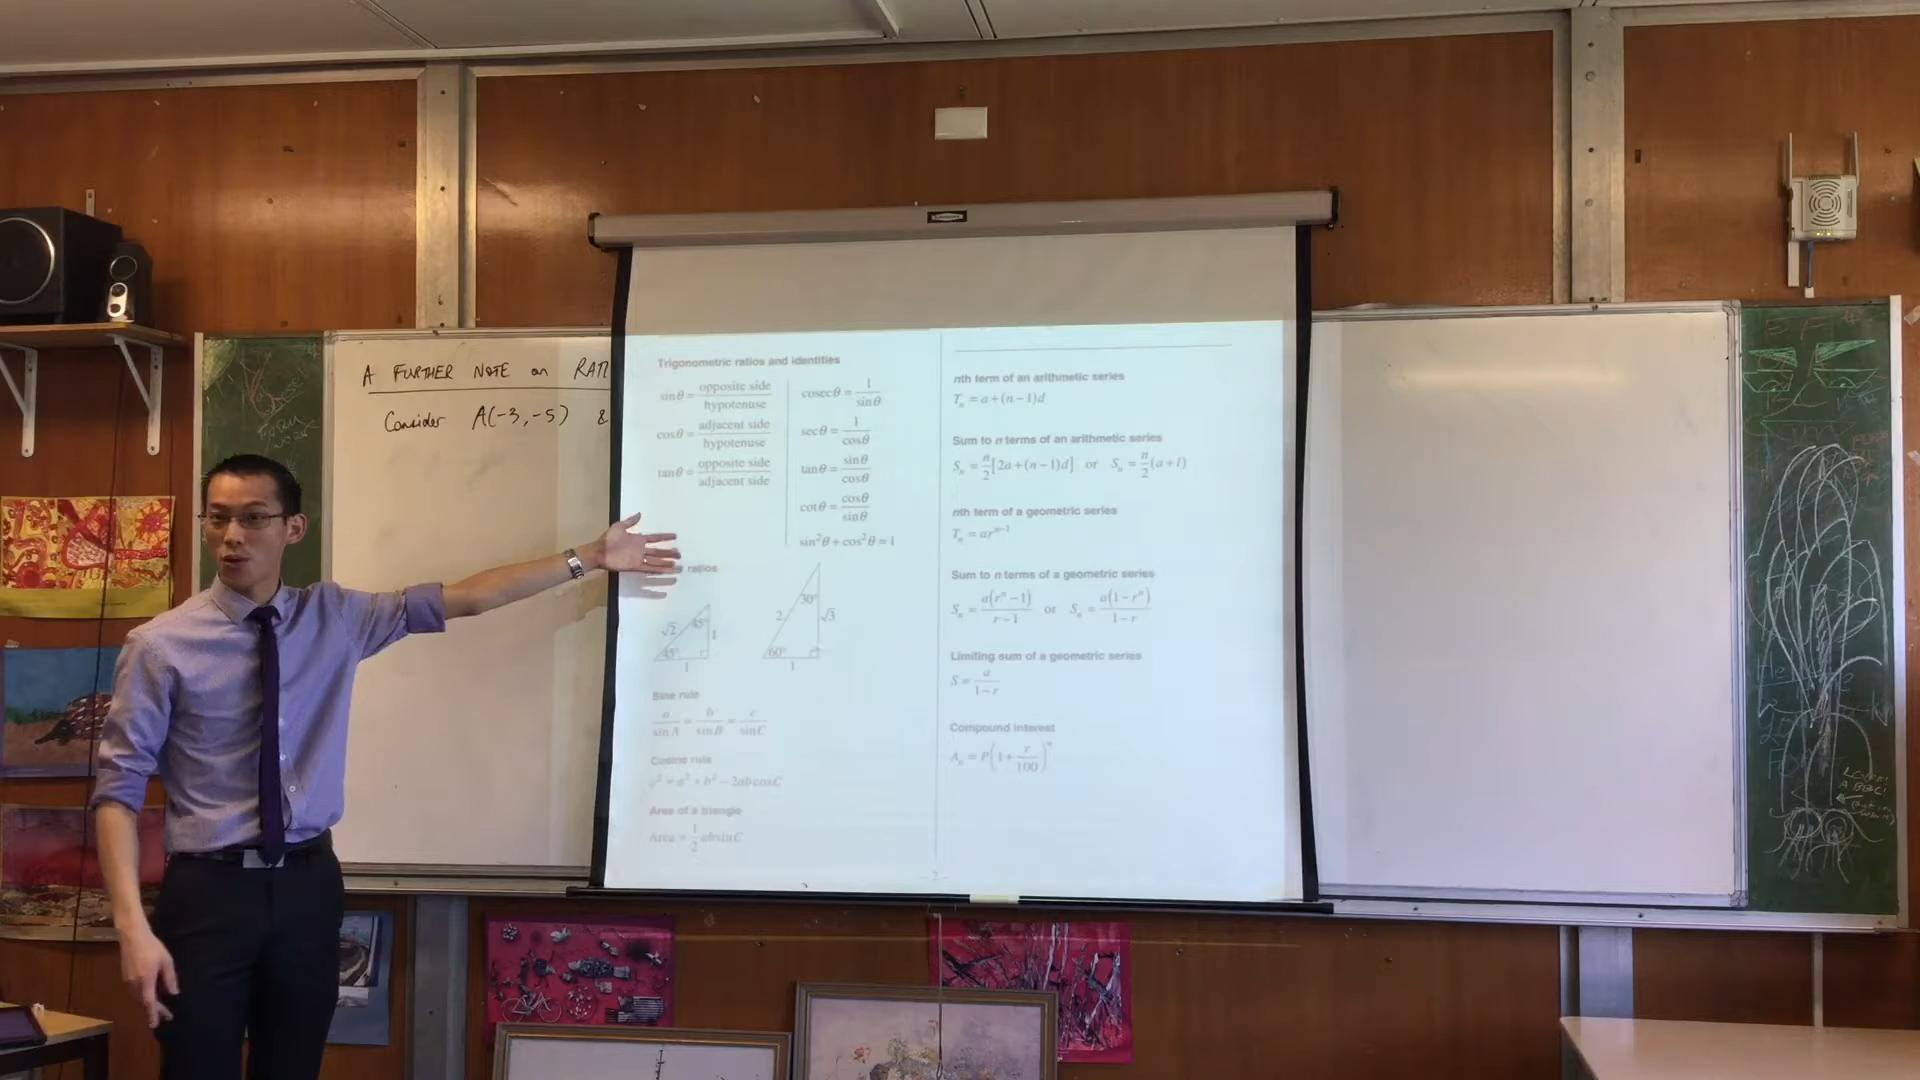 A FURTHER NOTE on
Consider A(-3,-5) &
Trigonometric ratios and identities
sinθ = opposite side / hypotenuse
cosθ = adjacent side / hypotenuse
tanθ = opposite side / adjacent side
cosecθ = 1 / sinθ
secθ = 1 / cosθ
tanθ = sinθ / cosθ
cotθ = cosθ / sinθ
sin²θ + cos²θ = 1
ratios
√2 45° 1 45° 1
2 30° √3 60° 1
Sine rule
a / sinA = b / sinB = c / sinC
Cosine rule
c² = a² + b² − 2abcosC
Area of a triangle
Area = 1/2 absinC
nth term of an arithmetic series
Tₙ = a + (n − 1)d
Sum to n terms of an arithmetic series
Sₙ = n/2 [2a + (n − 1)d] or Sₙ = n/2 (a + l)
nth term of a geometric series
Tₙ = arⁿ⁻¹
Sum to n terms of a geometric series
Sₙ = a(rⁿ − 1) / r − 1 or Sₙ = a(1 − rⁿ) / 1 − r
Limiting sum of a geometric series
S = a / 1 − r
Compound interest
Aₙ = P(1 + r/100)ⁿ
– 2 –